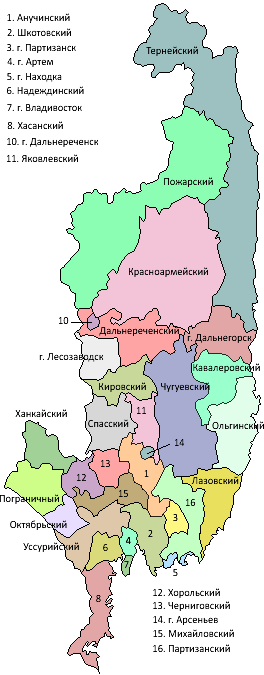 1. Анучинский
2. Шкотовский
3. г. Партизанск
4. г. Артем
5. г. Находка
6. Надеждинский
7. г. Владивосток
8. Хасанский
10. г. Дальнереченск
11. Яковлевский
Тернейский
Пожарский
Красноармейский
10
Дальнереченский
г. Дальнегорск
г. Лесозаводск
Кавалеровский
Кировский
Чугуевский
Ханкайский
Спасский
11
Ольгинский
14
13
12
1
Лазовский
Пограничный
15
16
Октябрьский
3
Уссурийский
6
4
2
7
5
8
12. Хорольский
13. Черниговский
14. г. Арсеньев
15. Михайловский
16. Партизанский